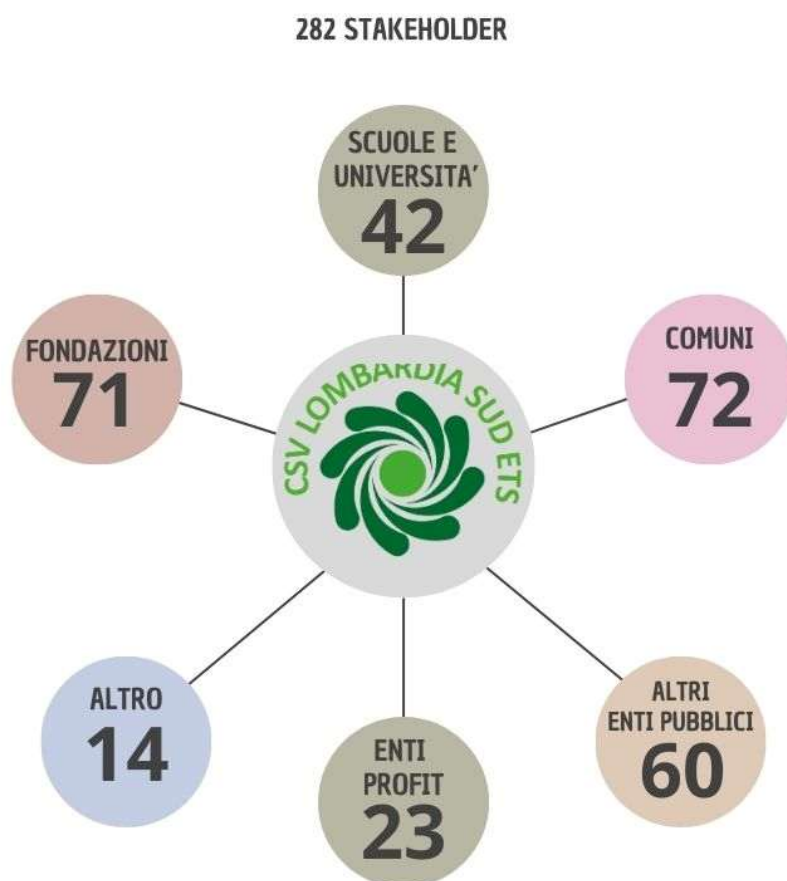 282 STAKEHOLDER
SCUOLE E
UNIVERSITA'
42
FONDAZIONI
71
COMUNI
72
CSV LOMBARDIA SUD ETS
ALTRO
14
ALTRI
ENTI PUBBLICI
60
ENTI
PROFIT
23